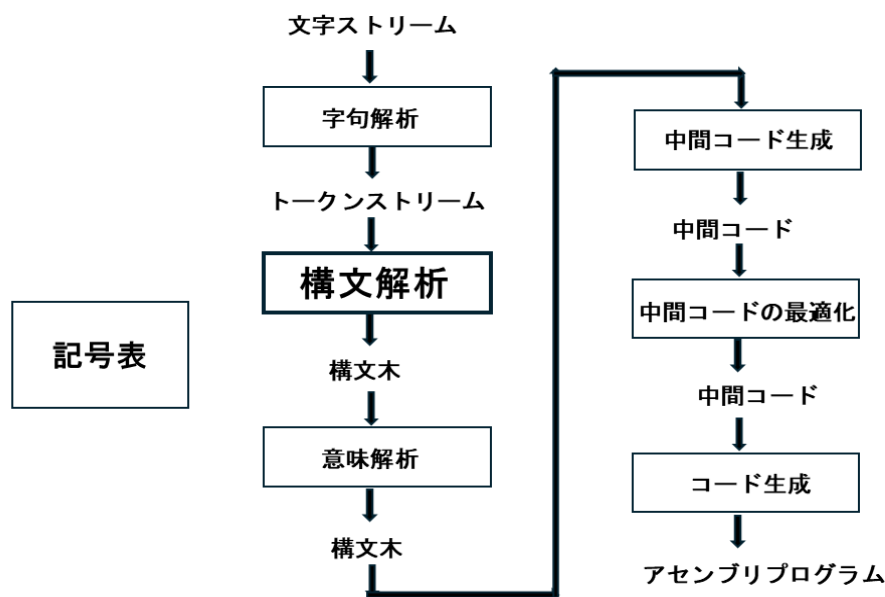 文字ストリーム
字句解析
トークンストリーム
構文解析
記号表
構文木
意味解析
構文木
中間コード生成
中間コード
中間コードの最適化
中間コード
コード生成
アセンブリプログラム